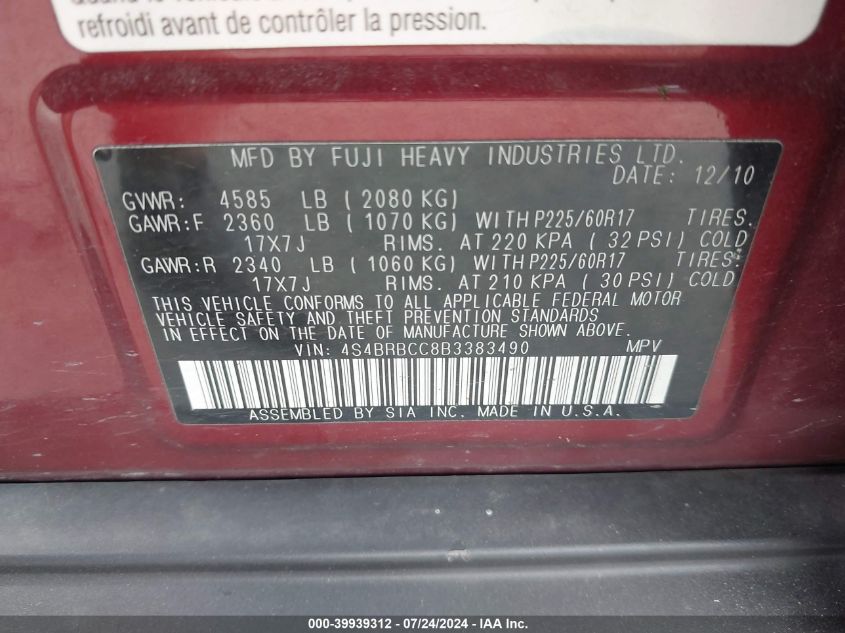 refroidi avant de contrôler la pression.
MFD BY FUJI HEAVY INDUSTRIES LTD.
DATE: 12/10
GVWR: 4585 LB ( 2080 KG)
GAWR:F 2360 LB ( 1070 KG) WITH P225/60R17 TIRES.
17X7J RIMS. AT 220 KPA ( 32 PSI) COLD
GAWR:R 2340 LB ( 1060 KG) WITH P225/60R17 TIRES.
17X7J RIMS. AT 210 KPA ( 30 PSI) COLD
THIS VEHICLE CONFORMS TO ALL APPLICABLE FEDERAL MOTOR
VEHICLE SAFETY AND THEFT PREVENTION STANDARDS
IN EFFECT ON THE DATE OF MANUFACTURE SHOWN ABOVE.
VIN: 4S4BRBCC8B3383490 MPV
ASSEMBLED BY SIA INC. MADE IN U.S.A.
000-39939312 - 07/24/2024 - IAA Inc.